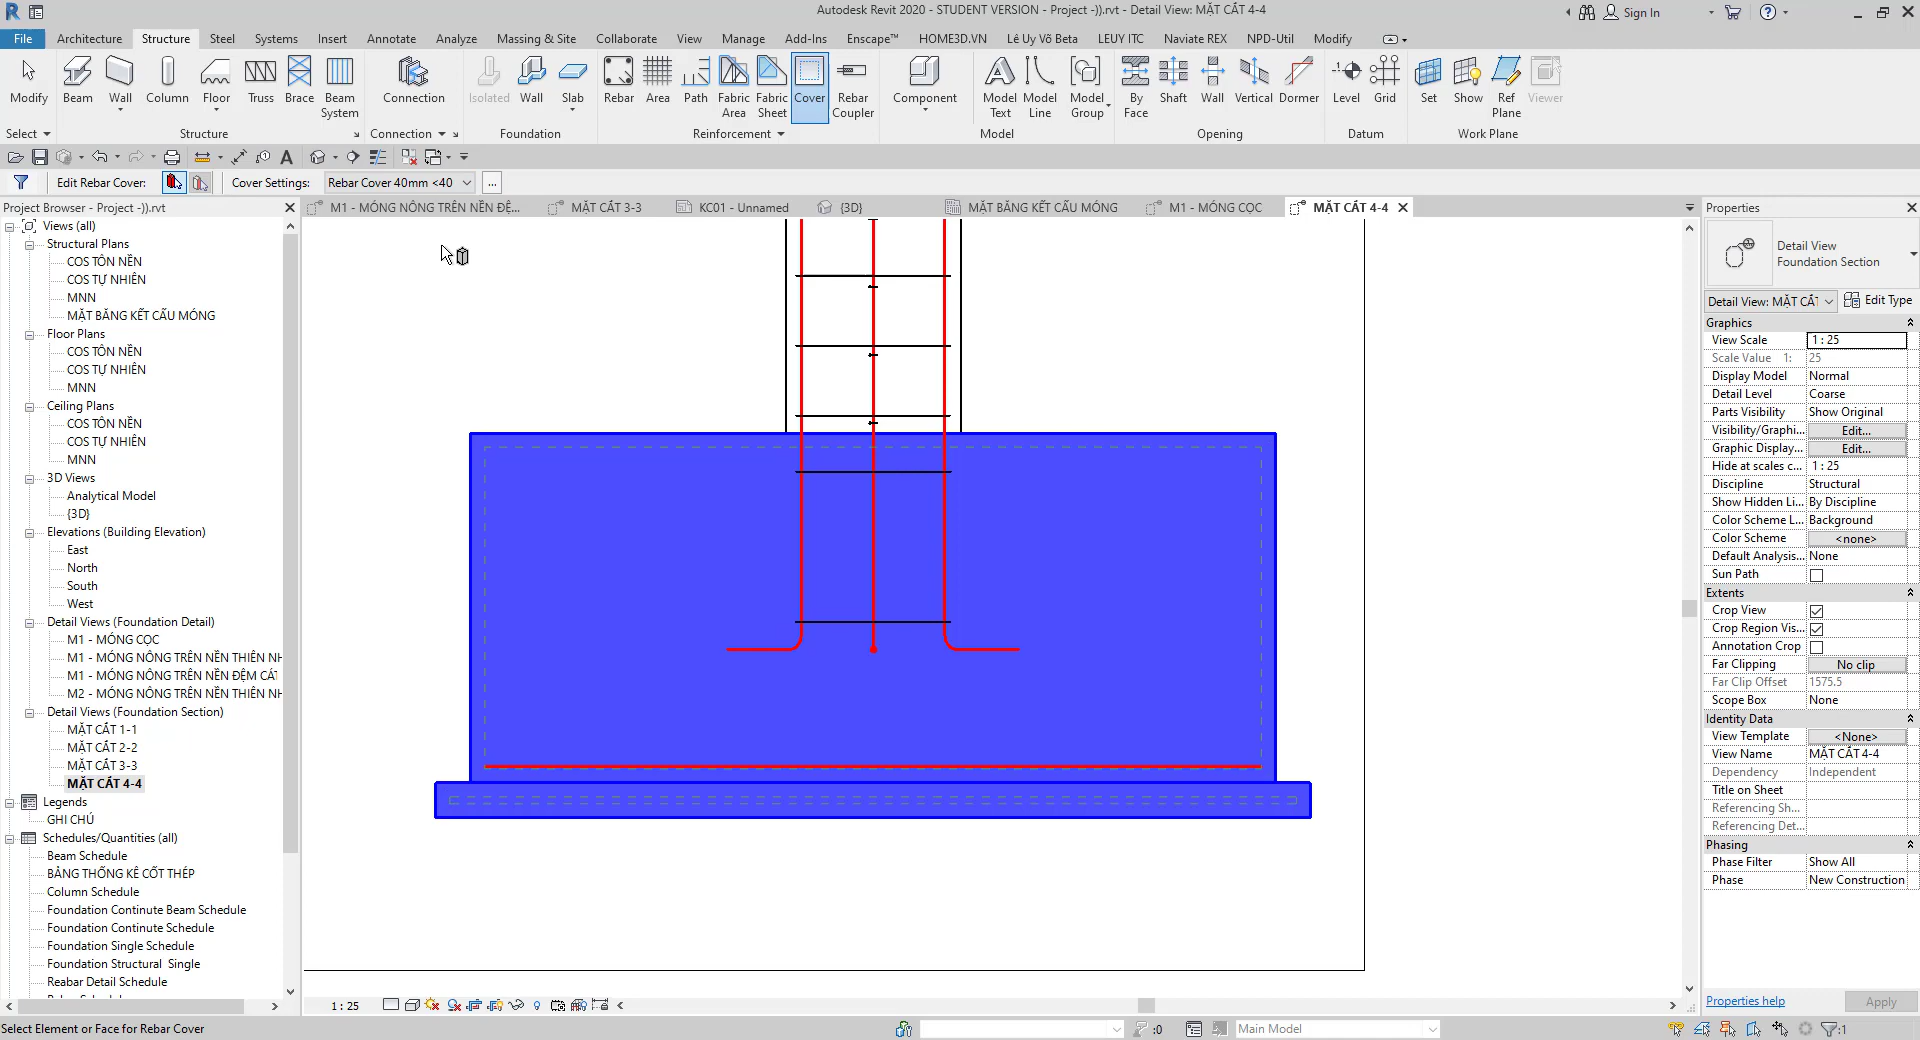 Autodesk Revit 2020 - STUDENT VERSION - Project -)).rvt - Detail View: MẶT CẮT 4-4
Sign In
File Architecture Structure Steel Systems Insert Annotate Analyze Massing & Site Collaborate View Manage Add-Ins Enscape™ HOME3D.VN Lê Uy Võ Beta LEUY ITC Naviate REX NPD-Util Modify
Modify Beam Wall Column Floor Truss Brace Beam System Connection Isolated Wall Slab Rebar Area Path Fabric Area Fabric Sheet Cover Rebar Coupler Component Model Text Model Line Model Group By Face Shaft Wall Vertical Dormer Level Grid Set Show Ref Plane Viewer
Select Structure Connection Foundation Reinforcement Model Opening Datum Work Plane
Edit Rebar Cover: Cover Settings: Rebar Cover 40mm <40 ...
Project Browser - Project -)).rvt
M1 - MÓNG NÔNG TRÊN NỀN ĐỆ... MẶT CẮT 3-3 KC01 - Unnamed {3D} MẶT BẰNG KẾT CẤU MÓNG M1 - MÓNG CỌC MẶT CẮT 4-4
Views (all)
Structural Plans
COS TÔN NỀN
COS TỰ NHIÊN
MNN
MẶT BẰNG KẾT CẤU MÓNG
Floor Plans
COS TÔN NỀN
COS TỰ NHIÊN
MNN
Ceiling Plans
COS TÔN NỀN
COS TỰ NHIÊN
MNN
3D Views
Analytical Model
{3D}
Elevations (Building Elevation)
East
North
South
West
Detail Views (Foundation Detail)
M1 - MÓNG CỌC
M1 - MÓNG NÔNG TRÊN NỀN THIÊN NH
M1 - MÓNG NÔNG TRÊN NỀN ĐỆM CÁT
M2 - MÓNG NÔNG TRÊN NỀN THIÊN NH
Detail Views (Foundation Section)
MẶT CẮT 1-1
MẶT CẮT 2-2
MẶT CẮT 3-3
MẶT CẮT 4-4
Legends
GHI CHÚ
Schedules/Quantities (all)
Beam Schedule
BẢNG THỐNG KÊ CỐT THÉP
Column Schedule
Foundation Continute Beam Schedule
Foundation Continute Schedule
Foundation Single Schedule
Foundation Structural Single
Reabar Detail Schedule
Properties
Detail View
Foundation Section
Detail View: MẶT CẮT Edit Type
Graphics
View Scale 1 : 25
Scale Value 1: 25
Display Model Normal
Detail Level Coarse
Parts Visibility Show Original
Visibility/Graphi... Edit...
Graphic Display... Edit...
Hide at scales c... 1 : 25
Discipline Structural
Show Hidden Li... By Discipline
Color Scheme L... Background
Color Scheme <none>
Default Analysis... None
Sun Path
Extents
Crop View
Crop Region Vis...
Annotation Crop
Far Clipping No clip
Far Clip Offset 1575.5
Scope Box None
Identity Data
View Template <None>
View Name MẶT CẮT 4-4
Dependency Independent
Title on Sheet
Referencing Sh...
Referencing Det...
Phasing
Phase Filter Show All
Phase New Construction
Properties help Apply
1 : 25
Select Element or Face for Rebar Cover :0 Main Model :1